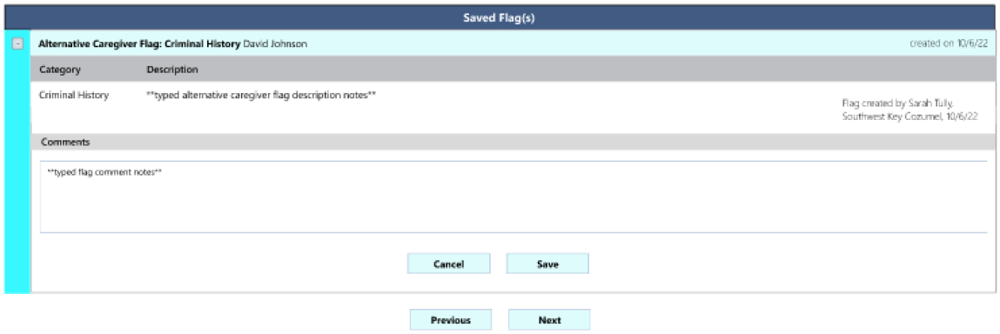 Saved Flag(s)
Alternative Caregiver Flag: Criminal History David Johnson created on 10/6/22
Category Description
Criminal History **typed alternative caregiver flag description notes**
Flag created by Sarah Tully,
Southwest Key Cozumel, 10/6/22
Comments
**typed flag comment notes**
Cancel Save
Previous Next